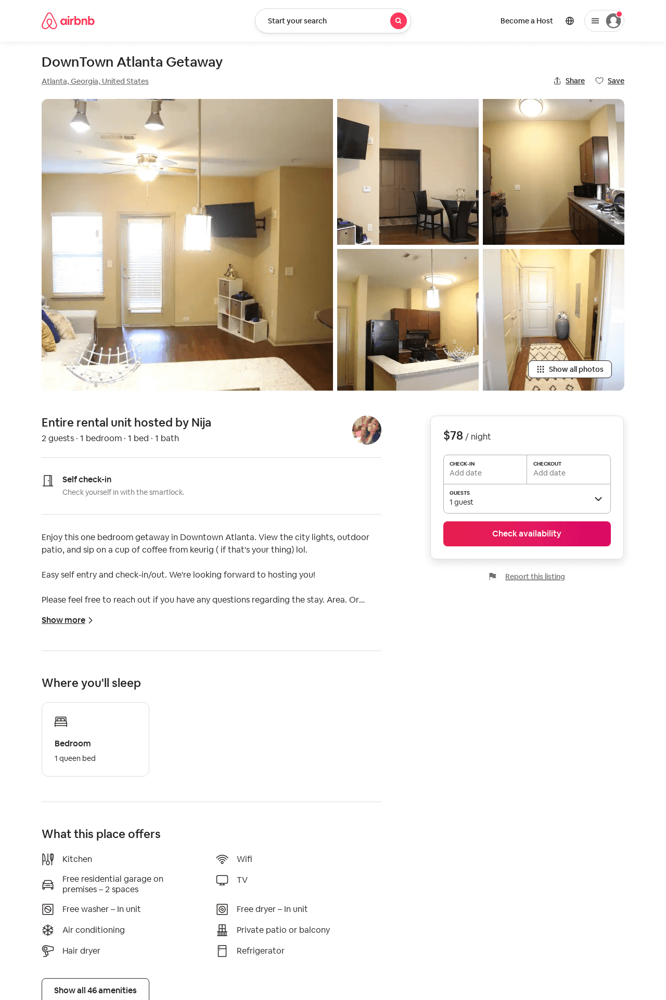 airbnb
Start your search
Become a Host
DownTown Atlanta Getaway
Atlanta, Georgia, United States
Share
Save
Show all photos
Entire rental unit hosted by Nija
2 guests · 1 bedroom · 1 bed · 1 bath
$78 / night
CHECK-IN
Add date
CHECKOUT
Add date
GUESTS
1 guest
Check availability
Report this listing
Self check-in
Check yourself in with the smartlock.
Enjoy this one bedroom getaway in Downtown Atlanta. View the city lights, outdoor
patio, and sip on a cup of coffee from keurig ( if that's your thing) lol.
Easy self entry and check-in/out. We're looking forward to hosting you!
Please feel free to reach out if you have any questions regarding the stay. Area. Or...
Show more
Where you'll sleep
Bedroom
1 queen bed
What this place offers
Kitchen
Wifi
Free residential garage on
premises – 2 spaces
TV
Free washer – In unit
Free dryer – In unit
Air conditioning
Private patio or balcony
Hair dryer
Refrigerator
Show all 46 amenities